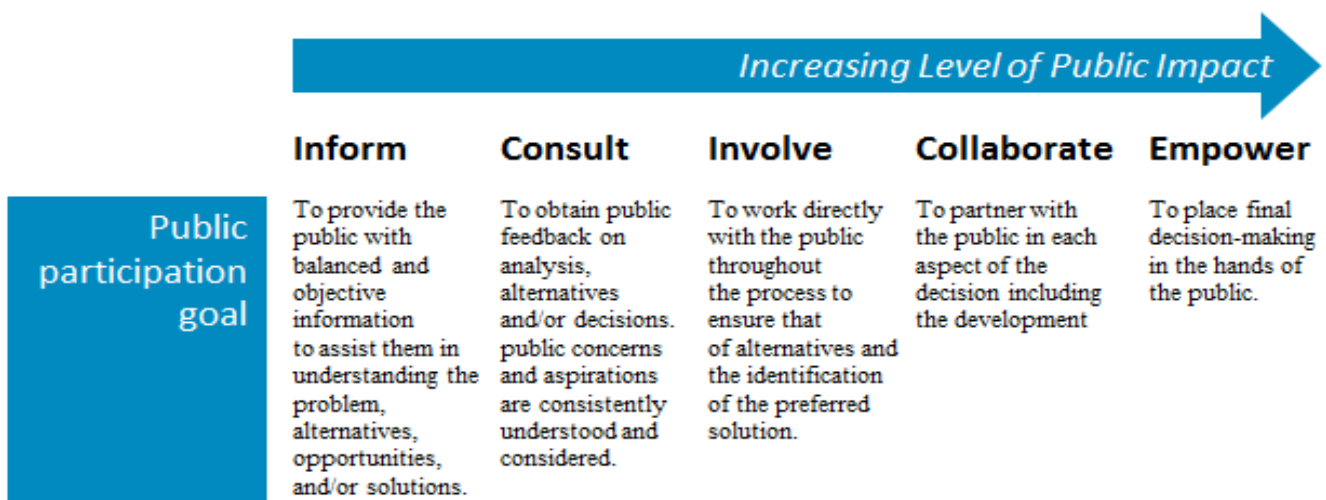 Increasing Level of Public Impact
Inform
Consult
Involve
Collaborate
Empower
Public
participation
goal
To provide the
public with
balanced and
objective
information
to assist them in
understanding the
problem,
alternatives,
opportunities,
and/or solutions.
To obtain public
feedback on
analysis,
alternatives
and/or decisions.
public concerns
and aspirations
are consistently
understood and
considered.
To work directly
with the public
throughout
the process to
ensure that
of alternatives and
the identification
of the preferred
solution.
To partner with
the public in each
aspect of the
decision including
the development
To place final
decision-making
in the hands of
the public.